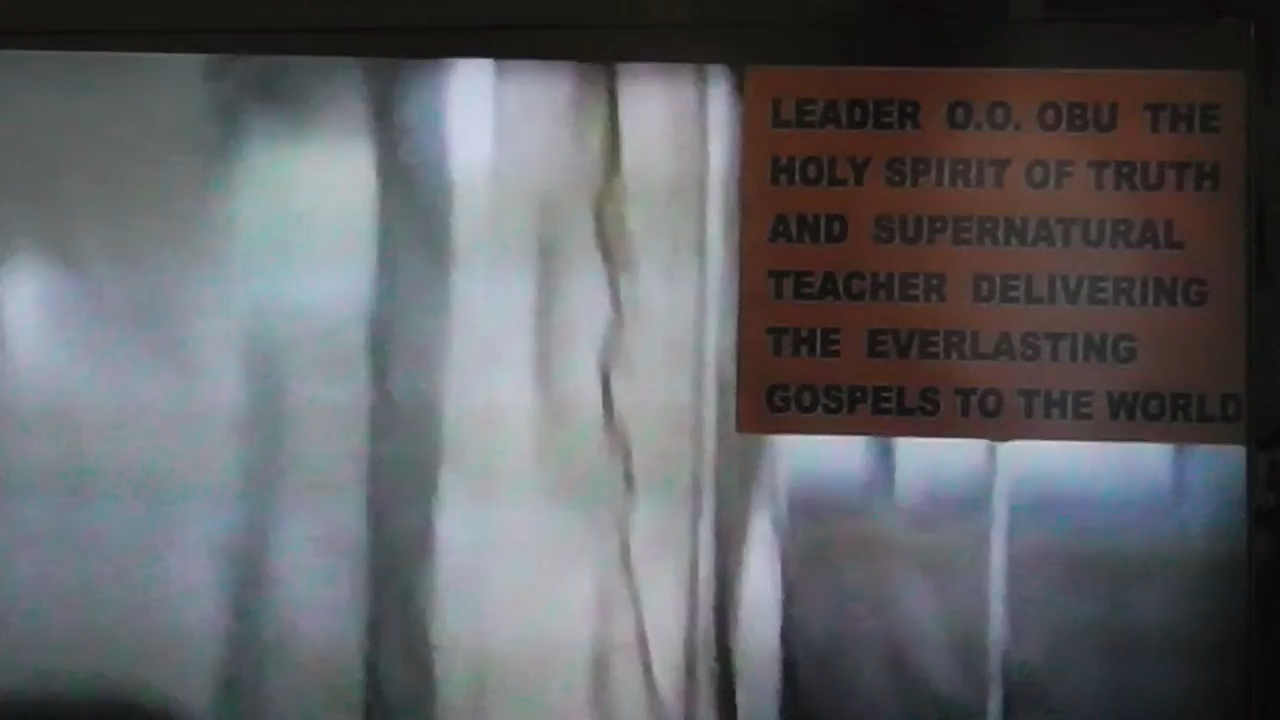 LEADER O.O. OBU THE
HOLY SPIRIT OF TRUTH
AND SUPERNATURAL
TEACHER DELIVERING
THE EVERLASTING
GOSPELS TO THE WORLD